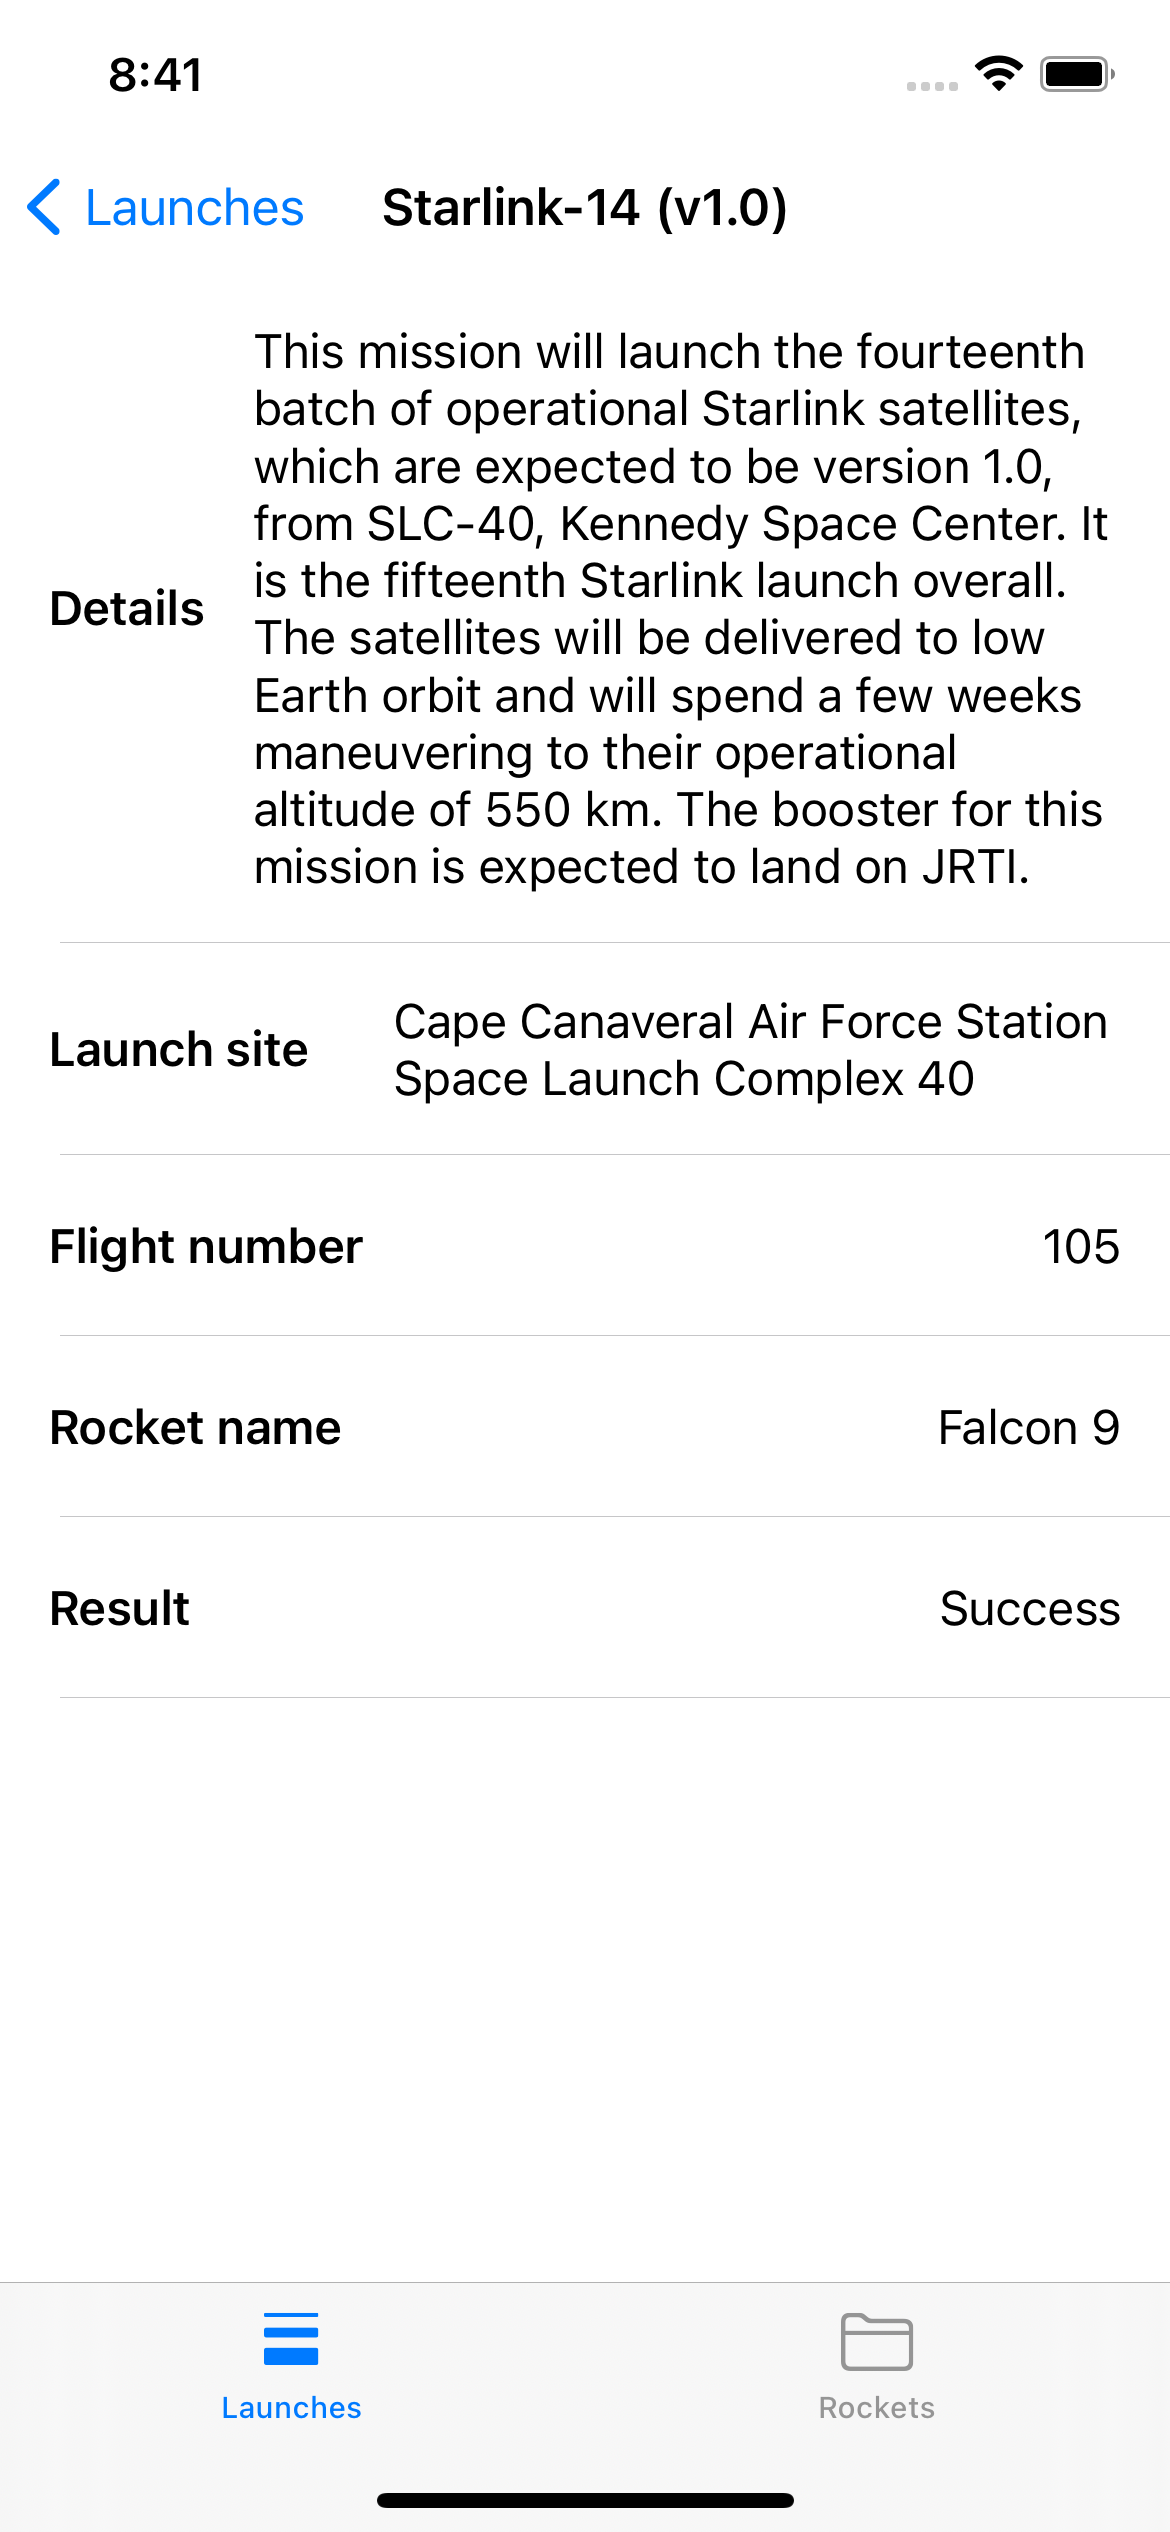 8:41
Launches
Starlink-14 (v1.0)
Details
This mission will launch the fourteenth
batch of operational Starlink satellites,
which are expected to be version 1.0,
from SLC-40, Kennedy Space Center. It
is the fifteenth Starlink launch overall.
The satellites will be delivered to low
Earth orbit and will spend a few weeks
maneuvering to their operational
altitude of 550 km. The booster for this
mission is expected to land on JRTI.
Launch site
Cape Canaveral Air Force Station
Space Launch Complex 40
Flight number
105
Rocket name
Falcon 9
Result
Success
Launches
Rockets